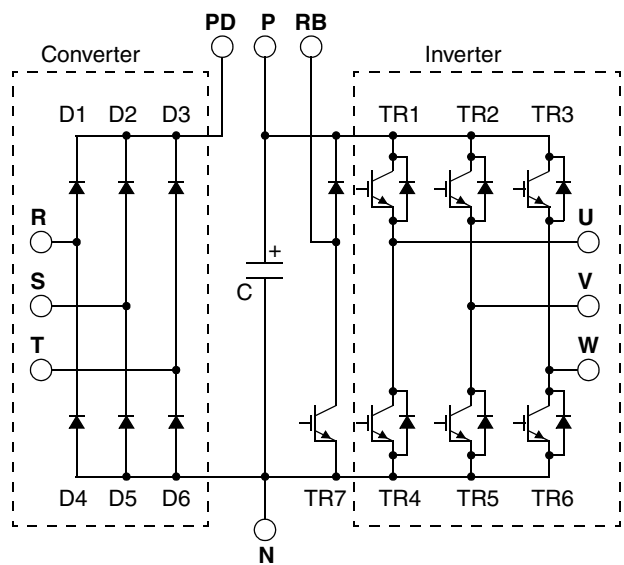 PD P RB
Converter Inverter
D1 D2 D3 TR1 TR2 TR3
R U
S + V
C
T W
D4 D5 D6 TR7 TR4 TR5 TR6
N